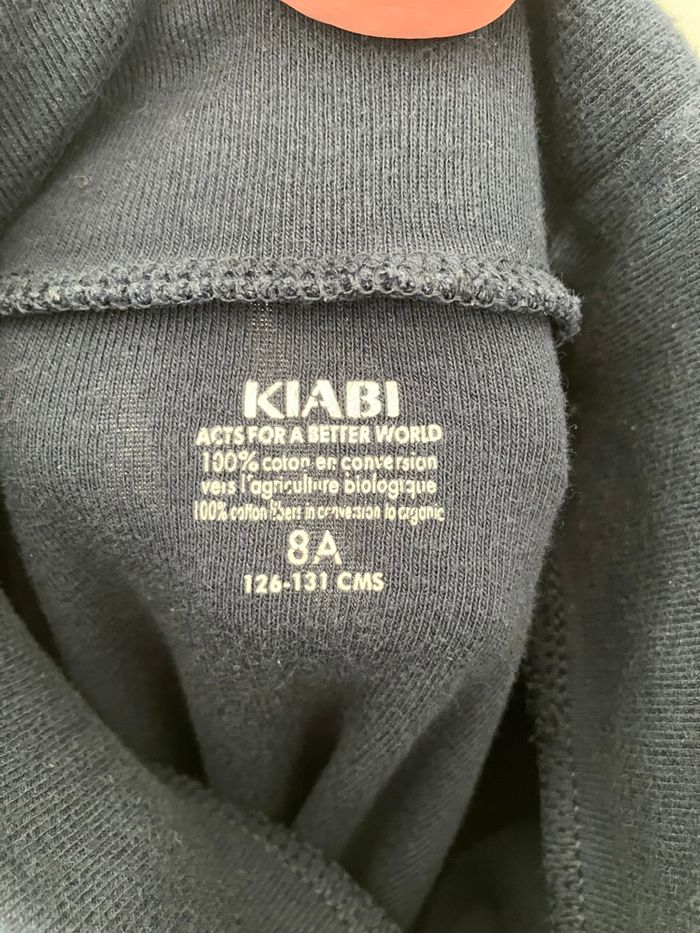 KIABI
ACTS FOR A BETTER WORLD
100% coton en conversion
vers l'agriculture biologique
100% cotton fibers in conversion to organic
8A
126-131 CMS